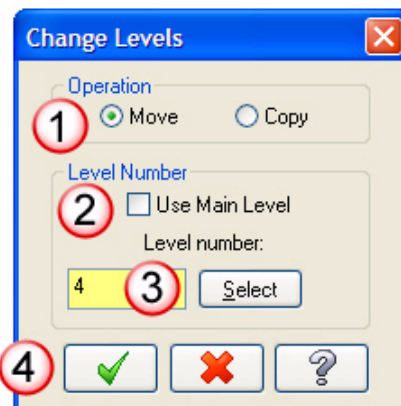 Change Levels
Operation
1 Move Copy
Level Number
2 Use Main Level
Level number:
4 3 Select
4